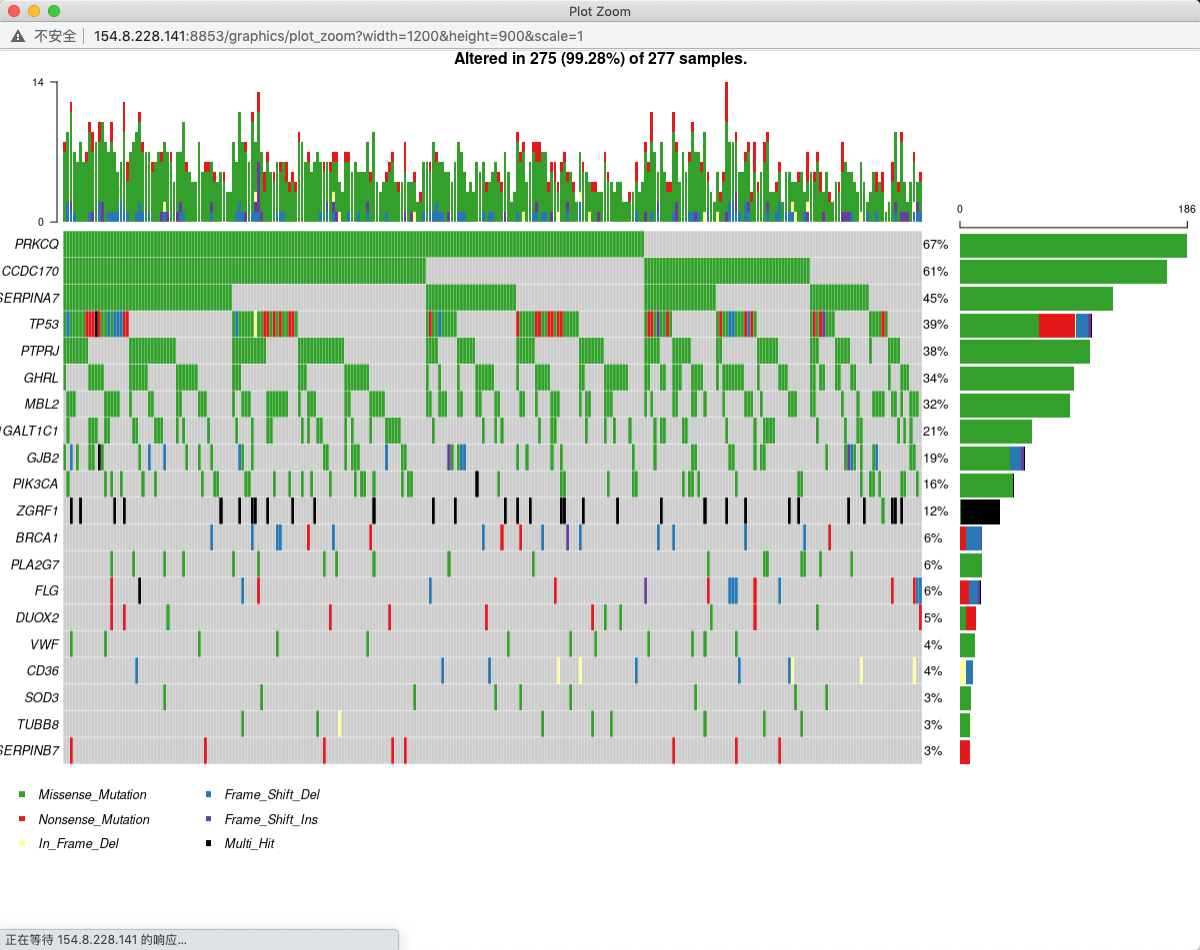 Plot Zoom
不安全 154.8.228.141:8853/graphics/plot_zoom?width=1200&height=900&scale=1
Altered in 275 (99.28%) of 277 samples.
14
0
0 186
PRKCQ 67%
CCDC170 61%
SERPINA7 45%
TP53 39%
PTPRJ 38%
GHRL 34%
MBL2 32%
GALT1C1 21%
GJB2 19%
PIK3CA 16%
ZGRF1 12%
BRCA1 6%
PLA2G7 6%
FLG 6%
DUOX2 5%
VWF 4%
CD36 4%
SOD3 3%
TUBB8 3%
SERPINB7 3%
Missense_Mutation Frame_Shift_Del
Nonsense_Mutation Frame_Shift_Ins
In_Frame_Del Multi_Hit
正在等待 154.8.228.141 的响应...